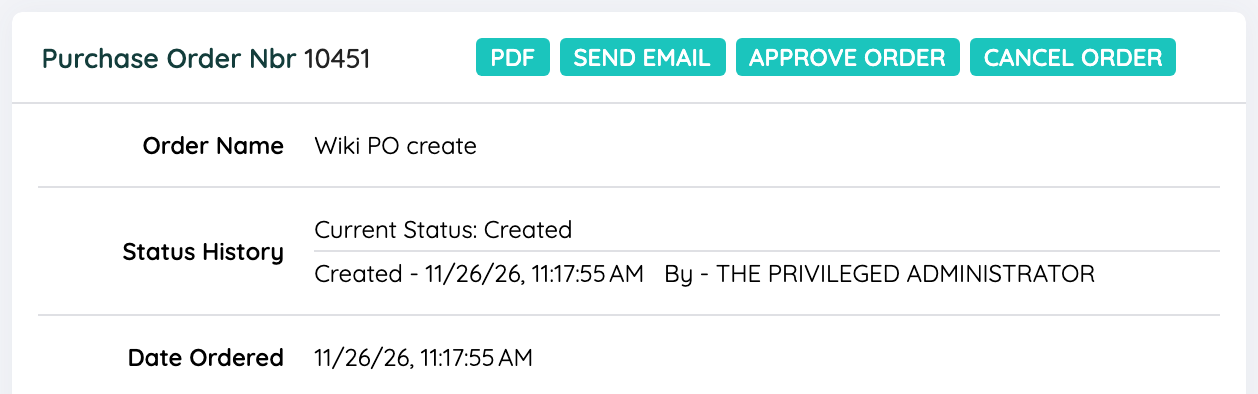 Purchase Order Nbr 10451 PDF SEND EMAIL APPROVE ORDER CANCEL ORDER
Order Name Wiki PO create
Status History
Current Status: Created
Created - 11/26/26, 11:17:55 AM By - THE PRIVILEGED ADMINISTRATOR
Date Ordered 11/26/26, 11:17:55 AM